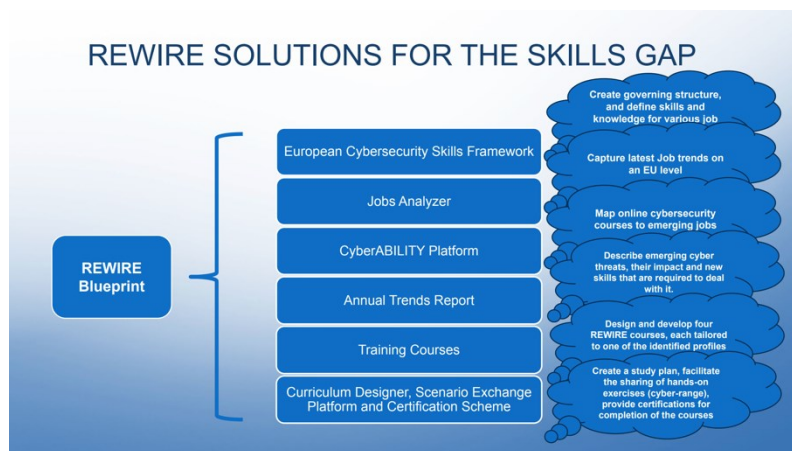 REWIRE SOLUTIONS FOR THE SKILLS GAP
REWIRE
Blueprint
European Cybersecurity Skills Framework
Jobs Analyzer
CyberABILITY Platform
Annual Trends Report
Training Courses
Curriculum Designer, Scenario Exchange
Platform and Certification Scheme
Create governing structure,
and define skills and
knowledge for various job
Capture latest Job trends on
an EU level
Map online cybersecurity
courses to emerging jobs
Describe emerging cyber
threats, their impact and new
skills that are required to deal
with it.
Design and develop four
REWIRE courses, each tailored
to one of the identified profiles
Create a study plan, facilitate
the sharing of hands-on
exercises (cyber-range),
provide certifications for
completion of the courses